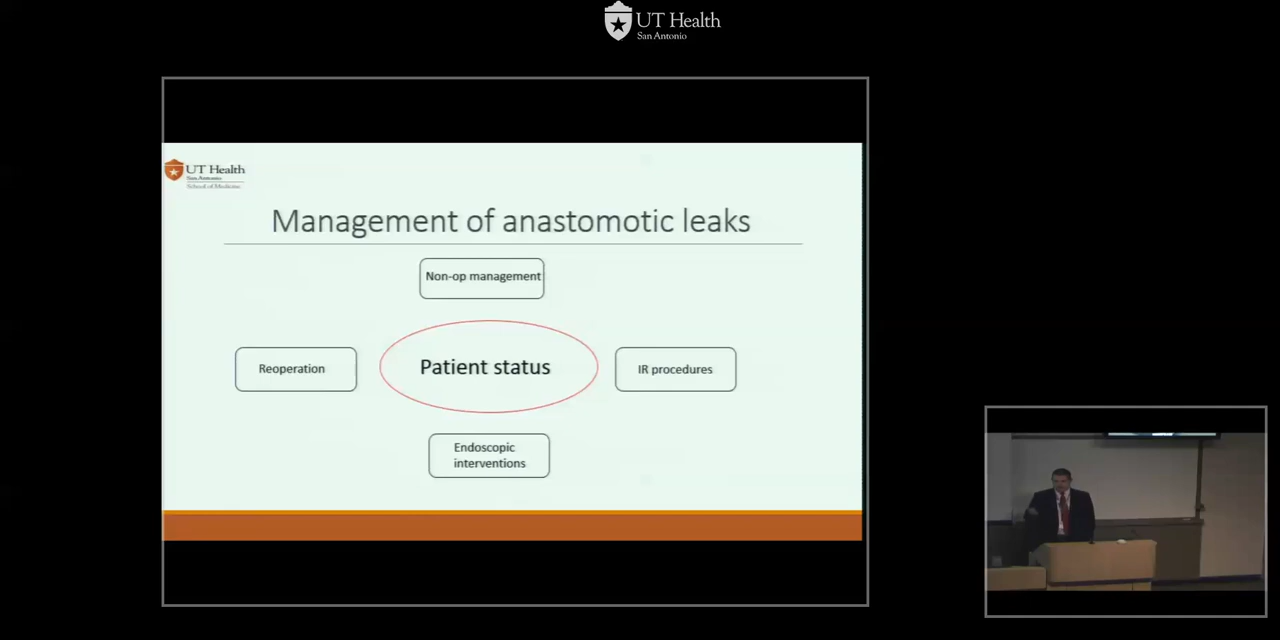 UT Health
San Antonio
UT Health
San Antonio
School of Medicine
Management of anastomotic leaks
Non-op management
Reoperation
Patient status
IR procedures
Endoscopic
interventions